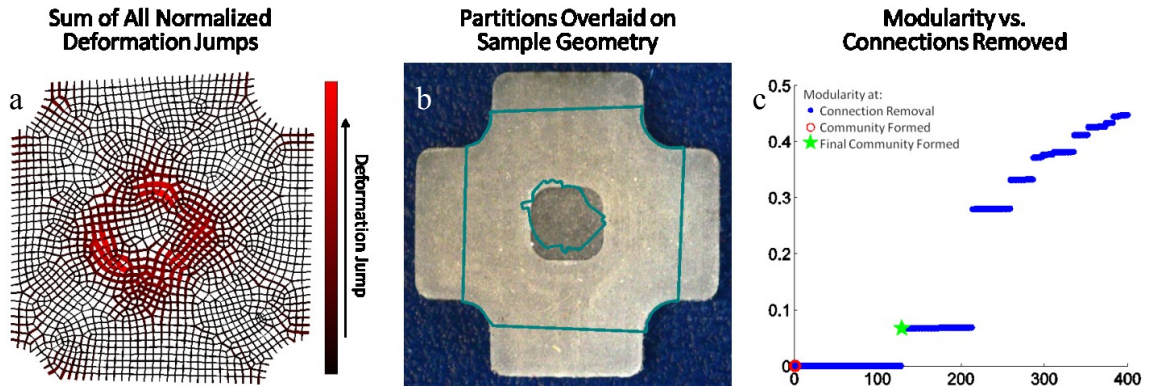 Sum of All Normalized
Deformation Jumps
Partitions Overlaid on
Sample Geometry
Modularity vs.
Connections Removed
a
Deformation Jump
b
c
0.5
0.4
0.3
0.2
0.1
0
Modularity at:
Connection Removal
Community Formed
Final Community Formed
0
100
200
300
400